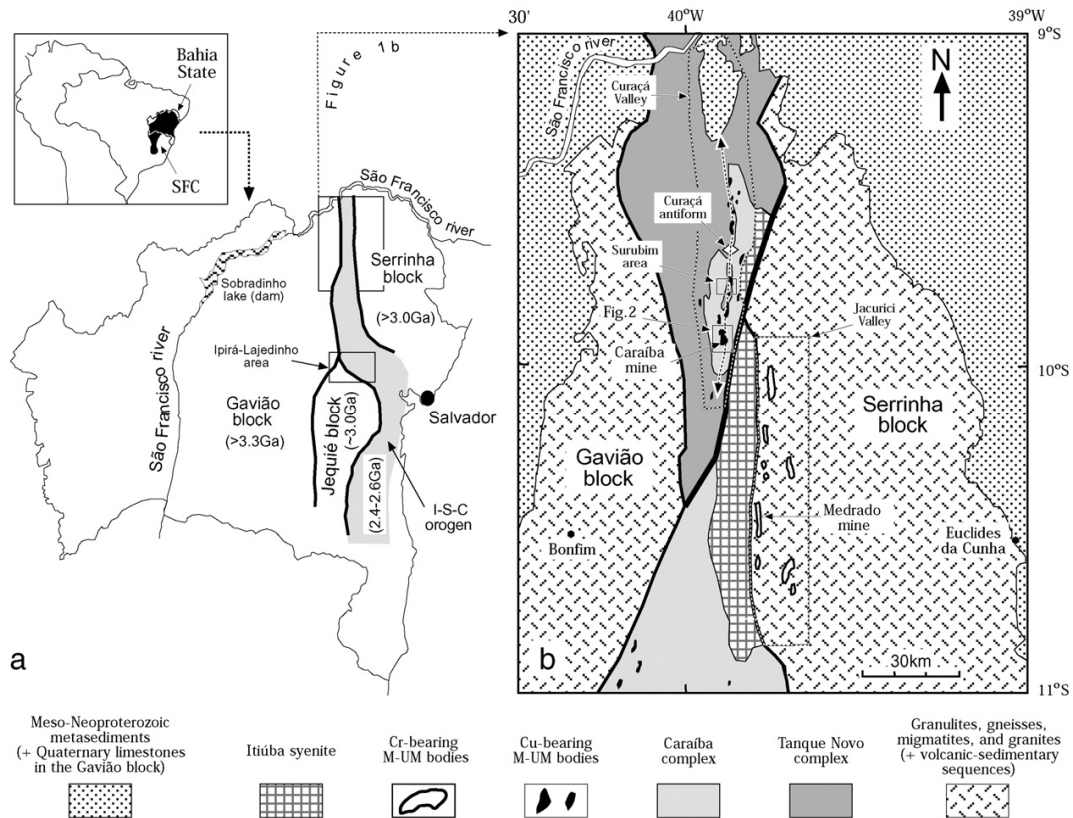 Bahia
State
SFC
Figure 1b
São Francisco river
Sobradinho
lake (dam)
São Francisco river
Serrinha
block
(>3.0Ga)
Ipirá-Lajedinho
area
Gavião
block
(>3.3Ga)
Jequié block
(~3.0Ga)
(2.4-2.6Ga)
Salvador
I-S-C
orogen
a
30'
40°W
39°W
9°S
10°S
11°S
N
São Francisco river
Curaçá
Valley
Curaçá
antiform
Surubim
area
Fig.2
Caraíba
mine
Jacurici
Valley
Serrinha
block
Gavião
block
Medrado
mine
Bonfim
Euclides
da Cunha
30km
b
Meso-Neoproterozoic
metasediments
(+ Quaternary limestones
in the Gavião block)
Itiúba syenite
Cr-bearing
M-UM bodies
Cu-bearing
M-UM bodies
Caraíba
complex
Tanque Novo
complex
Granulites, gneisses,
migmatites, and granites
(+ volcanic-sedimentary
sequences)